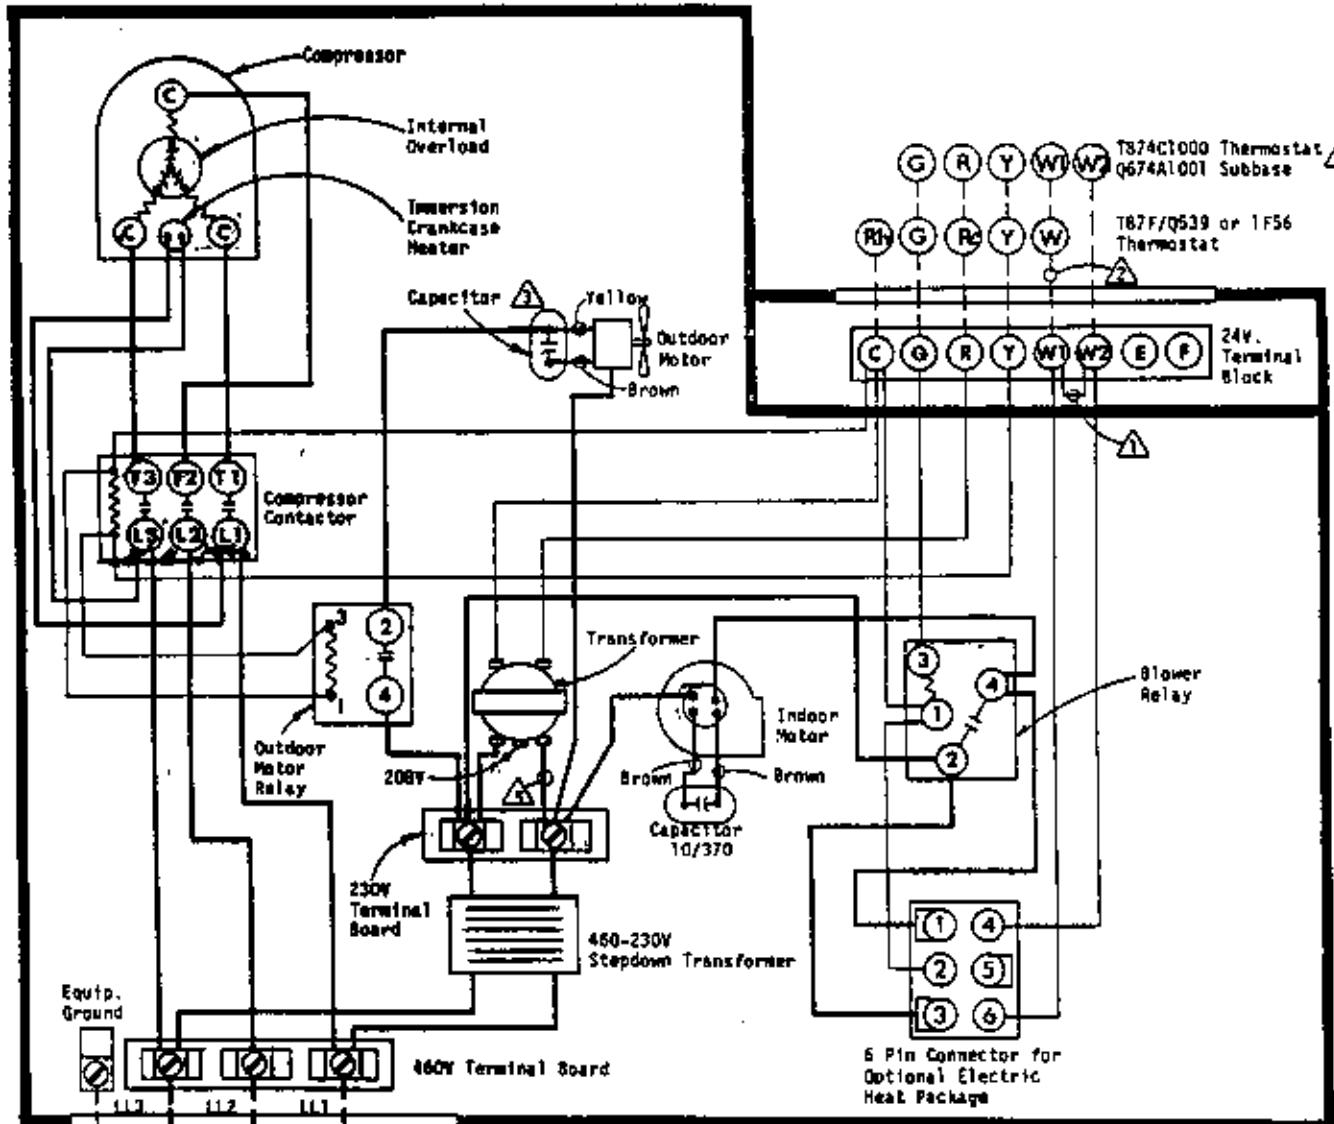 Compressor
Internal
Overload
Immersion
Crankcase
Heater
C
C
C
G R Y W1 W2
T874C1000 Thermostat
Q674A1001 Subbase
Rh G Rc Y W
T87F/Q539 or 1F56
Thermostat
2
Capacitor 3
Yellow
Outdoor
Motor
Brown
C G R Y W1 W2 E F
24V.
Terminal
Block
1
T3 T2 T1
L3 L2 L1
Compressor
Contactor
3
2
4
1
Outdoor
Motor
Relay
Transformer
208V
5
Indoor
Motor
Brown
Brown
Capacitor
10/370
3
4
1
2
Blower
Relay
230V
Terminal
Board
460-230V
Stepdown Transformer
1 4
2 5
3 6
6 Pin Connector for
Optional Electric
Heat Package
Equip.
Ground
460V Terminal Board
LL3 LL2 LL1